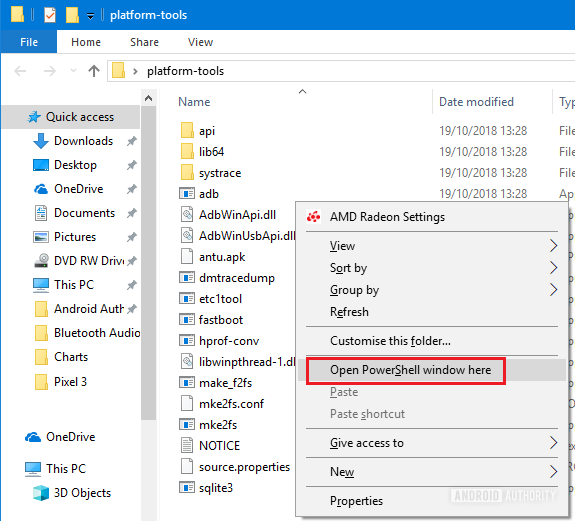 platform-tools
File
Home
Share
View
platform-tools
Quick access
Downloads
Desktop
OneDrive
Documents
Pictures
DVD RW Drive
This PC
Android Auth
Bluetooth Audio
Charts
Pixel 3
OneDrive
This PC
3D Objects
Name
Date modified
Ty
api
19/10/2018 13:28
File
lib64
19/10/2018 13:28
File
systrace
19/10/2018 13:28
File
adb
19/10/2018 13:28
Ap
AdbWinApi.dll
AdbWinUsbApi.dll
antu.apk
dmtracedump
etc1tool
fastboot
hprof-conv
libwinpthread-1.dl
make_f2fs
mke2fs.conf
mke2fs
NOTICE
source.properties
sqlite3
AMD Radeon Settings
View
Sort by
Group by
Refresh
Customise this folder...
Open PowerShell window here
Paste
Paste shortcut
Give access to
New
Properties
ANDROID AUTHORITY